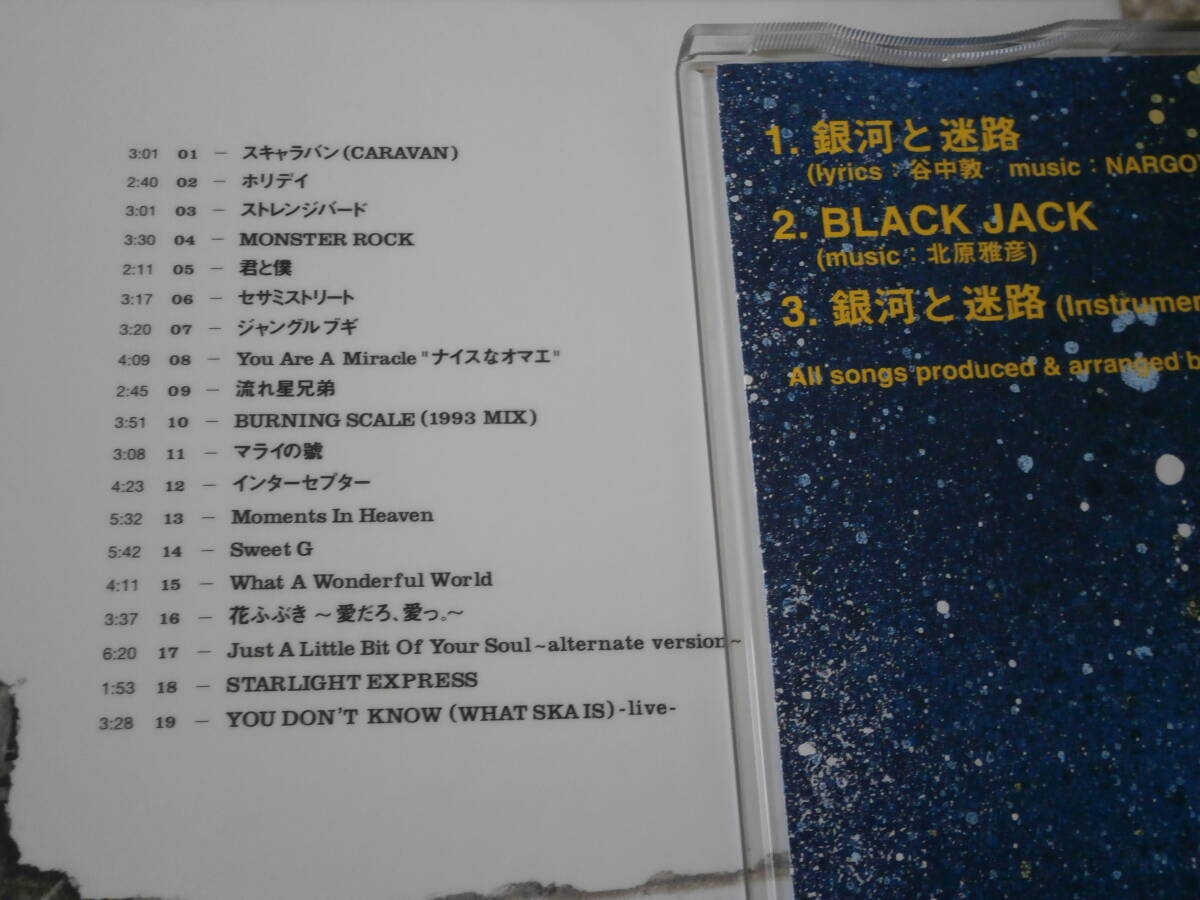 3:01 01 − スキャラバン(CARAVAN)
2:40 02 − ホリデイ
3:01 03 − ストレンジバード
3:30 04 − MONSTER ROCK
2:11 05 − 君と僕
3:17 06 − セサミストリート
3:20 07 − ジャングル ブギ
4:09 08 − You Are A Miracle "ナイスなオマエ"
2:45 09 − 流れ星兄弟
3:51 10 − BURNING SCALE (1993 MIX)
3:08 11 − マライの號
4:23 12 − インターセプター
5:32 13 − Moments In Heaven
5:42 14 − Sweet G
4:11 15 − What A Wonderful World
3:37 16 − 花ふぶき ～愛だろ、愛っ。～
6:20 17 − Just A Little Bit Of Your Soul ~alternate version~
1:53 18 − STARLIGHT EXPRESS
3:28 19 − YOU DON'T KNOW (WHAT SKA IS) -live-
1. 銀河と迷路
(lyrics：谷中敦 music：NARGO
2. BLACK JACK
(music：北原雅彦)
3. 銀河と迷路 (Instrumen
All songs produced & arranged b